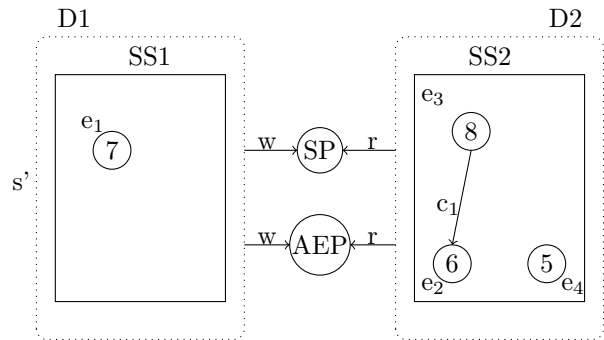 D1 D2
SS1 SS2
e₃
e₁
8
7 w SP r
s'
c₁
w AEP r
6 5
e₂ e₄